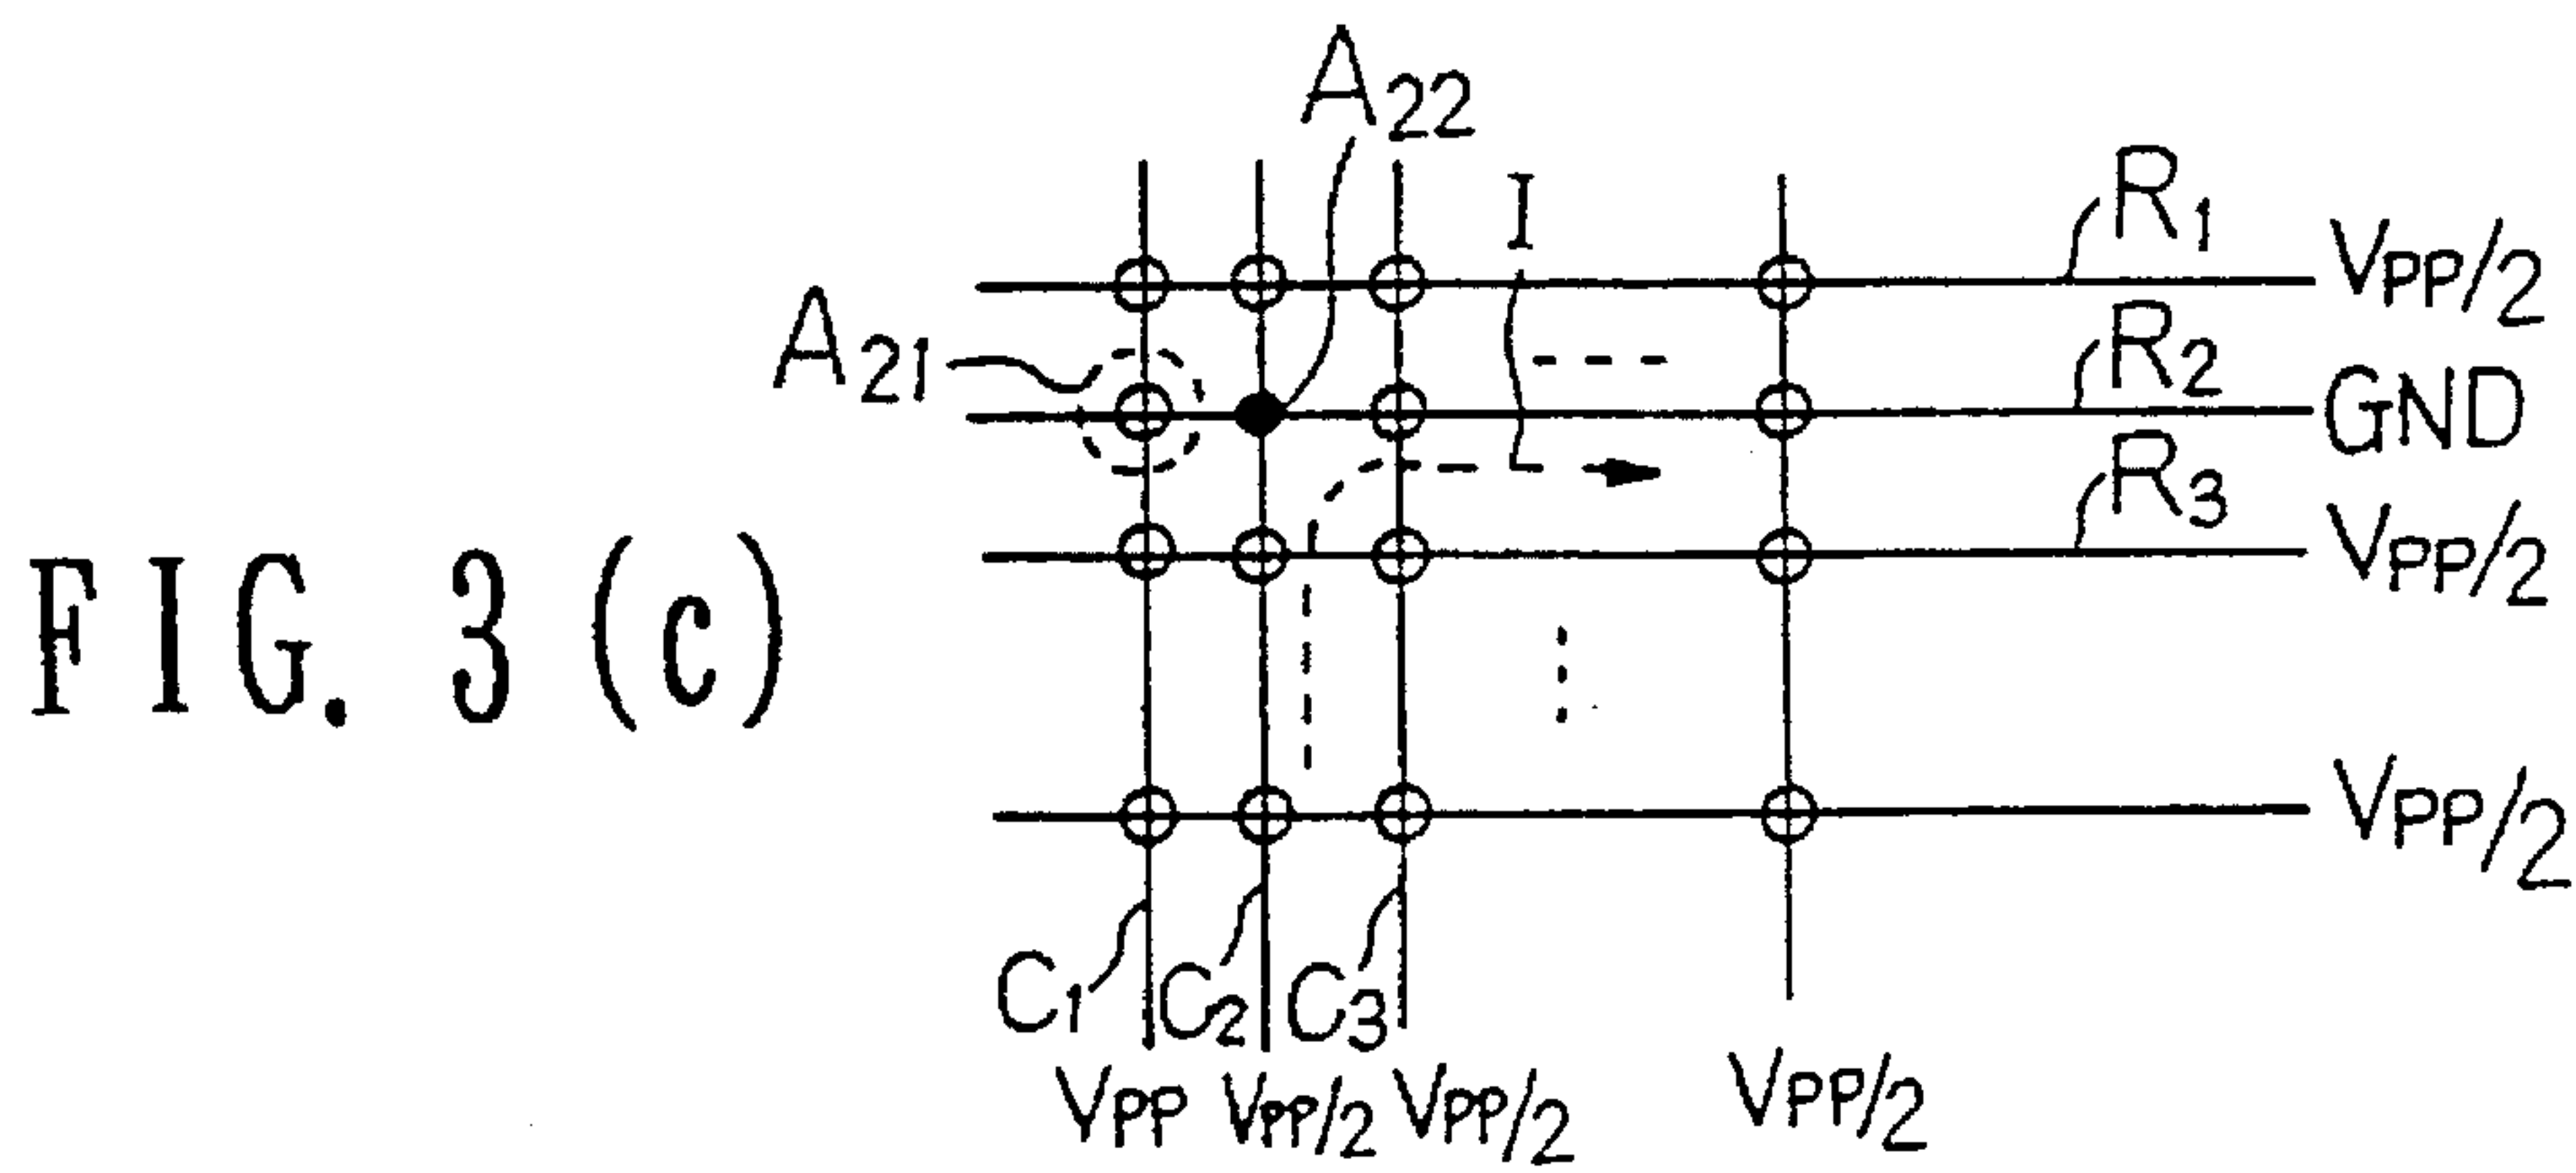 A22
I
R1
VPP/2
A21
R2
GND
R3
VPP/2
FIG. 3 (c)
VPP/2
C1 C2 C3
VPP VPP/2 VPP/2 VPP/2